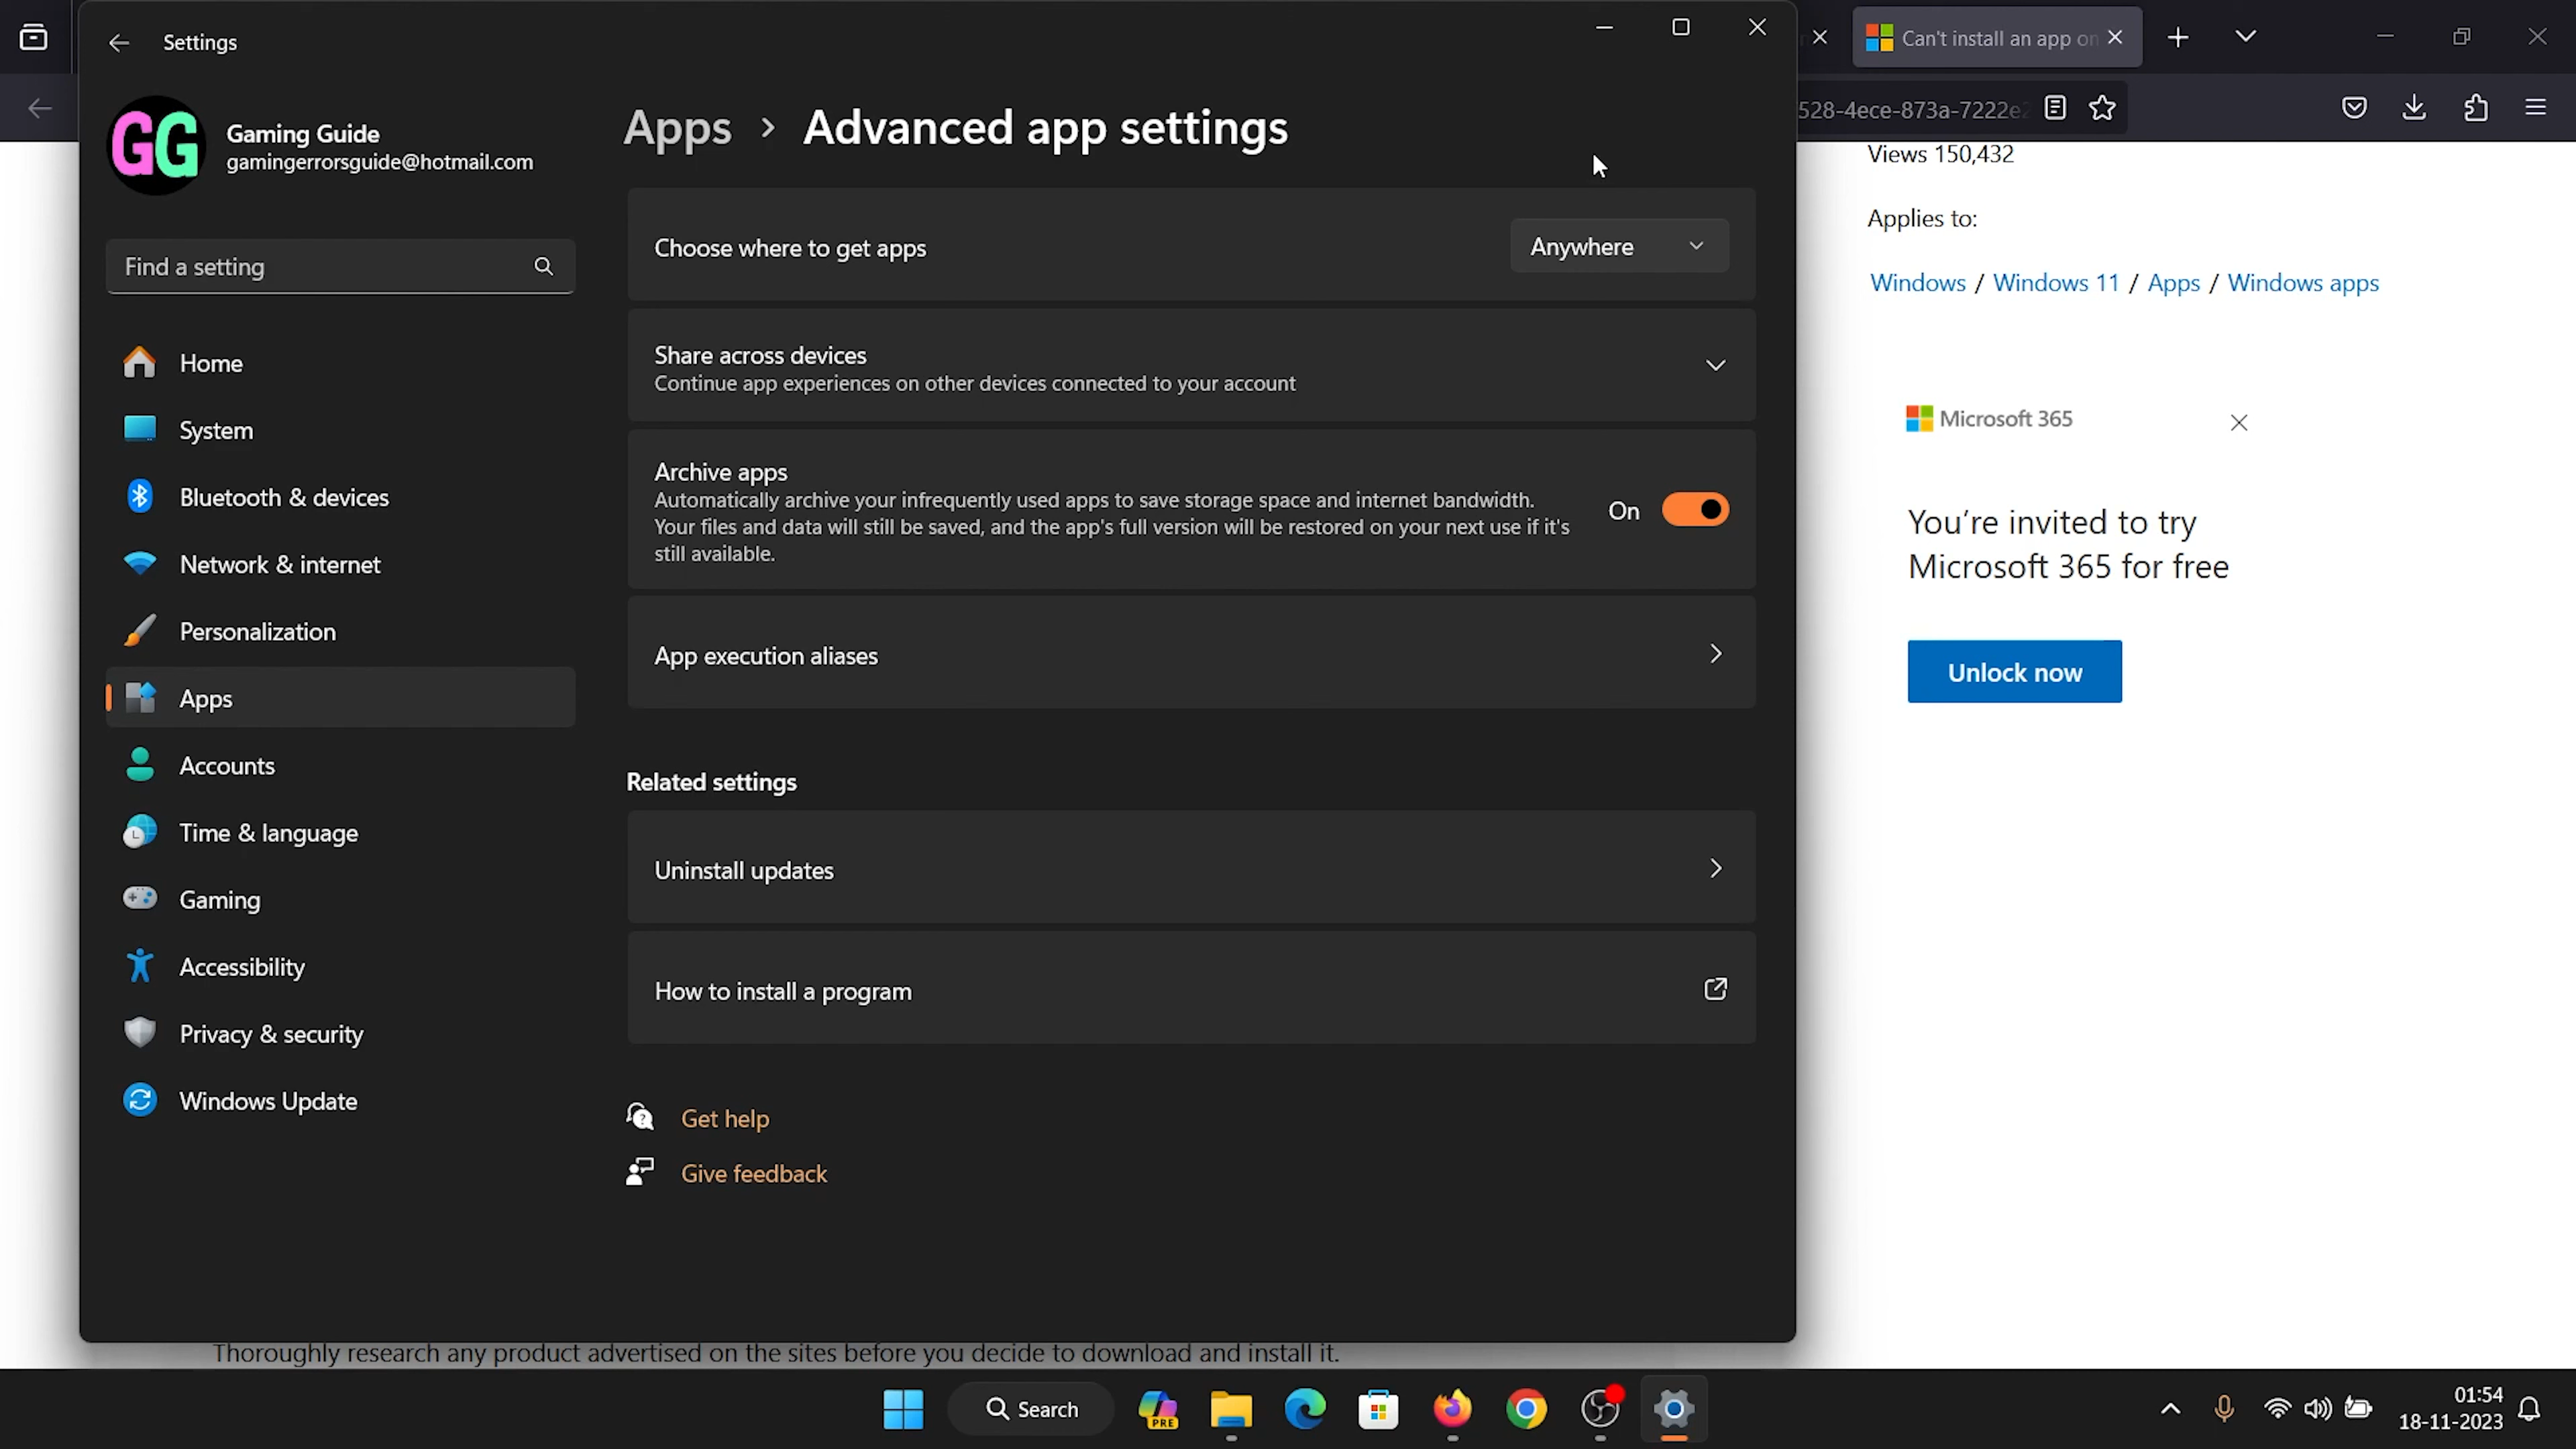 Settings
Can't install an app on
GG
Gaming Guide
gamingerrorsguide@hotmail.com
Find a setting
Home
System
Bluetooth & devices
Network & internet
Personalization
Apps
Accounts
Time & language
Gaming
Accessibility
Privacy & security
Windows Update
Apps > Advanced app settings
Choose where to get apps
Anywhere
Share across devices
Continue app experiences on other devices connected to your account
Archive apps
Automatically archive your infrequently used apps to save storage space and internet bandwidth.
Your files and data will still be saved, and the app's full version will be restored on your next use if it's
still available.
On
App execution aliases
Related settings
Uninstall updates
How to install a program
Get help
Give feedback
528-4ece-873a-7222e2
Views 150,432
Applies to:
Windows / Windows 11 / Apps / Windows apps
Microsoft 365
You're invited to try
Microsoft 365 for free
Unlock now
Thoroughly research any product advertised on the sites before you decide to download and install it.
Search
PRE
01:54
18-11-2023